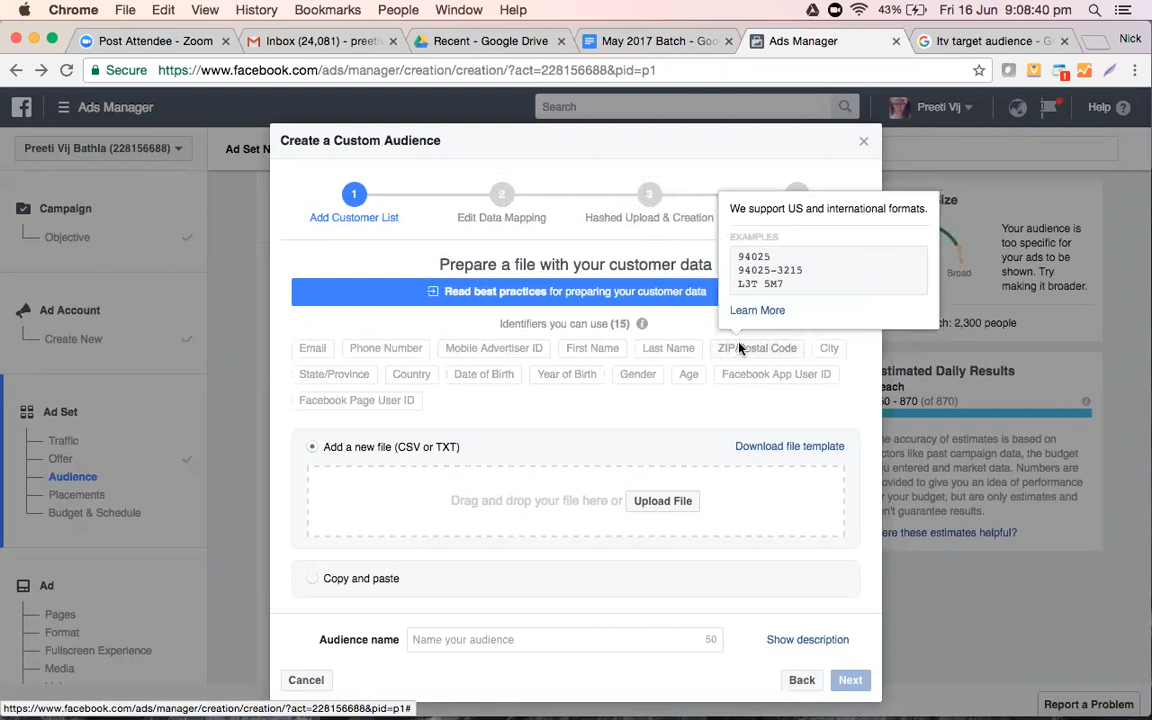 Chrome File Edit View History Bookmarks People Window Help 43% Fri 16 Jun 9:08:40 pm
Post Attendee - Zoom Inbox (24,081) - preeti Recent - Google Drive May 2017 Batch - Go Ads Manager ltv target audience - G Nick
Secure https://www.facebook.com/ads/manager/creation/creation/?act=228156688&pid=p1
Ads Manager Search Preeti Vij Help
Preeti Vij Bathla (228156688) Ad Set N
Campaign
Objective
Ad Account
Create New
Ad Set
Traffic
Offer
Audience
Placements
Budget & Schedule
Ad
Pages
Format
Fullscreen Experience
Media
Create a Custom Audience
1 2 3
Add Customer List Edit Data Mapping Hashed Upload & Creation
Prepare a file with your customer data
Read best practices for preparing your customer data
Identifiers you can use (15)
Email Phone Number Mobile Advertiser ID First Name Last Name ZIP/Postal Code City
State/Province Country Date of Birth Year of Birth Gender Age Facebook App User ID
Facebook Page User ID
Add a new file (CSV or TXT) Download file template
Drag and drop your file here or Upload File
Copy and paste
Audience name Name your audience 50 Show description
Cancel Back Next
We support US and international formats.
EXAMPLES
94025
94025-3215
L3T 5M7
Learn More
Size
Your audience is
too specific for
your ads to be
shown. Try
making it
broader.
Broad
ch: 2,300 people
Estimated Daily Results
each
0 - 870 (of 870)
he accuracy of estimates is based on
actors like past campaign data, the budget
ou entered and market data. Numbers are
rovided to give you an idea of performance
r your budget, but are only estimates and
n't guarantee results.
ere these estimates helpful?
https://www.facebook.com/ads/manager/creation/creation/?act=228156688&pid=p1#
Report a Problem